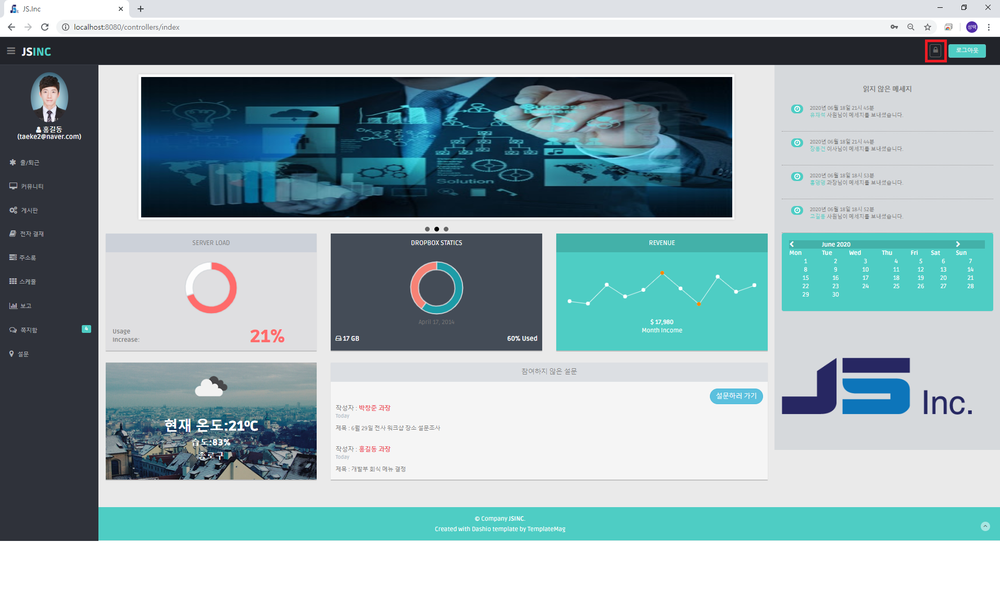 JS.Inc
localhost:8080/controllers/index
성택
JSINC
로그아웃
홍길동
(taeke2@naver.com)
출/퇴근
커뮤니티
게시판
전자 결재
주소록
스케줄
보고
쪽지함
4
설문
Success
Business
Solution
SERVER LOAD
Usage
Increase:
21%
DROPBOX STATICS
April 17, 2014
17 GB
60% Used
REVENUE
$ 17,980
Month Income
현재 온도:21ºC
습도:83%
종로구
참여하지 않은 설문
설문하러 가기
작성자 : 박창준 과장
Today
제목 : 6월 29일 전사 워크샵 장소 설문조사
작성자 : 홍길동 과장
Today
제목 : 개발부 회식 메뉴 결정
읽지 않은 메세지
2020년 06월 18일 21시 45분
유재석 사원님이 메세지를 보내셨습니다.
2020년 06월 18일 21시 44분
장동건 이사님이 메세지를 보내셨습니다.
2020년 06월 18일 18시 53분
과장님이 메세지를 보내셨습니다.
2020년 06월 18일 18시 52분
고길동 사원님이 메세지를 보내셨습니다.
June 2020
Mon Tue Wed Thu Fri Sat Sun
1 2 3 4 5 6 7
8 9 10 11 12 13 14
15 16 17 18 19 20 21
22 23 24 25 26 27 28
29 30
JS Inc.
© Company JSINC.
Created with Dashio template by TemplateMag